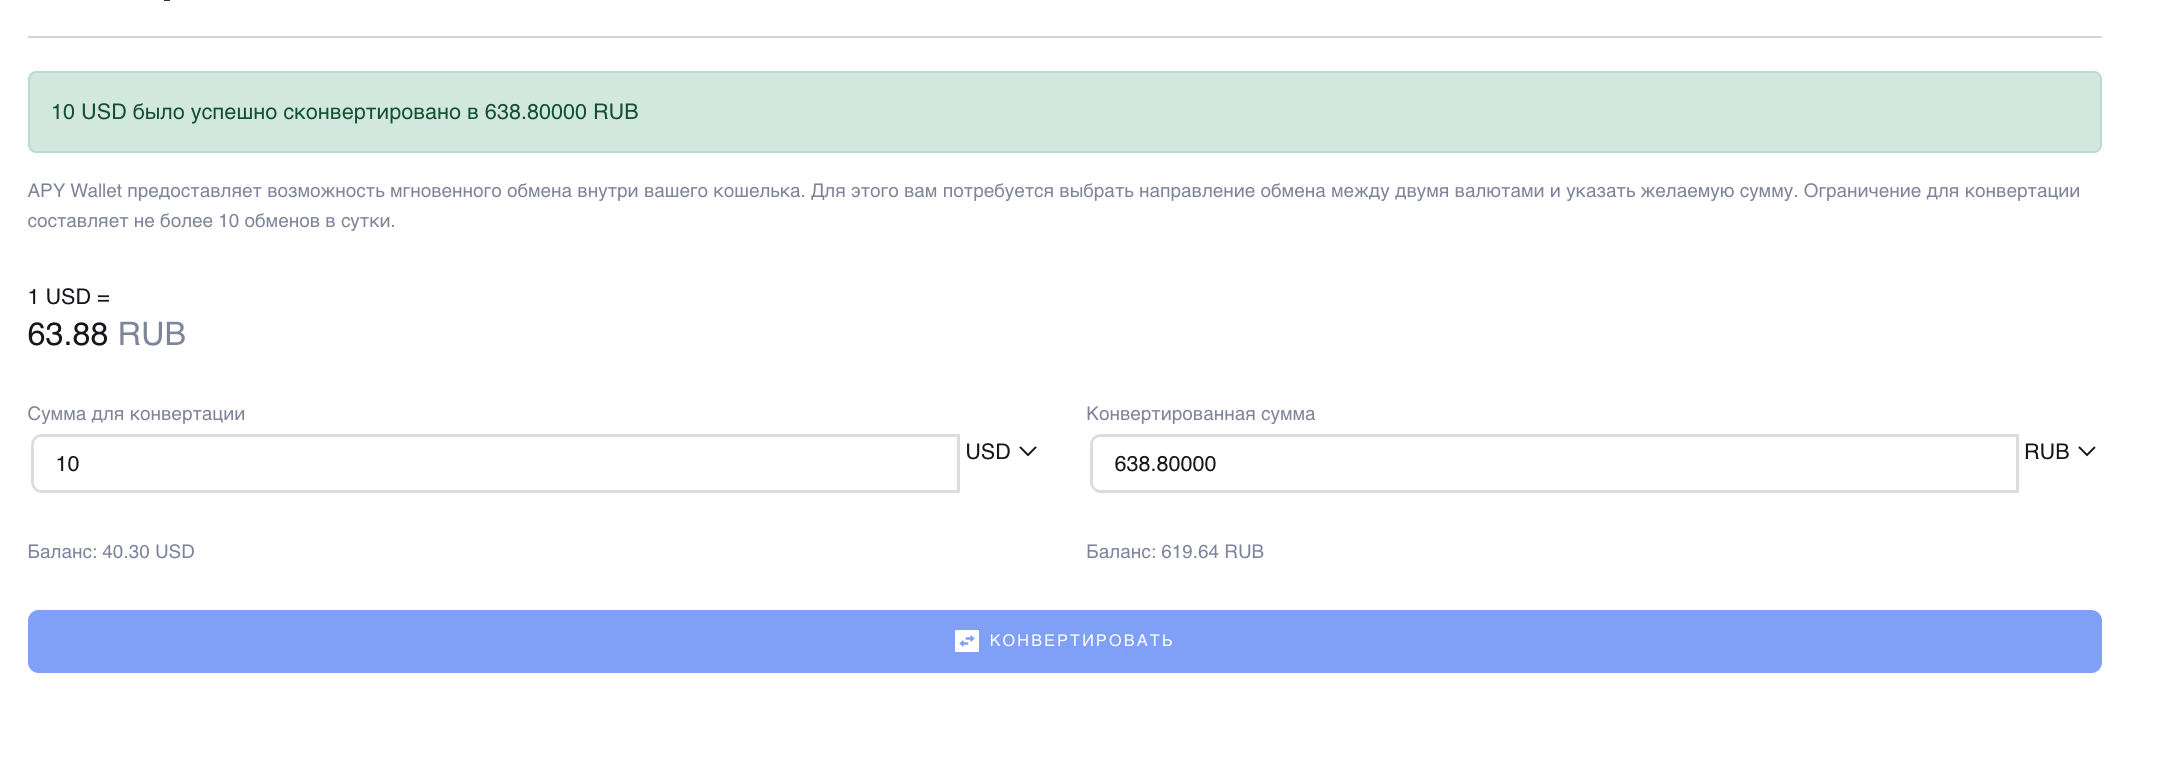 10 USD было успешно сконвертировано в 638.80000 RUB
APY Wallet предоставляет возможность мгновенного обмена внутри вашего кошелька. Для этого вам потребуется выбрать направление обмена между двумя валютами и указать желаемую сумму. Ограничение для конвертации
составляет не более 10 обменов в сутки.
1 USD =
63.88 RUB
Сумма для конвертации
10 USD
Конвертированная сумма
638.80000 RUB
Баланс: 40.30 USD
Баланс: 619.64 RUB
КОНВЕРТИРОВАТЬ